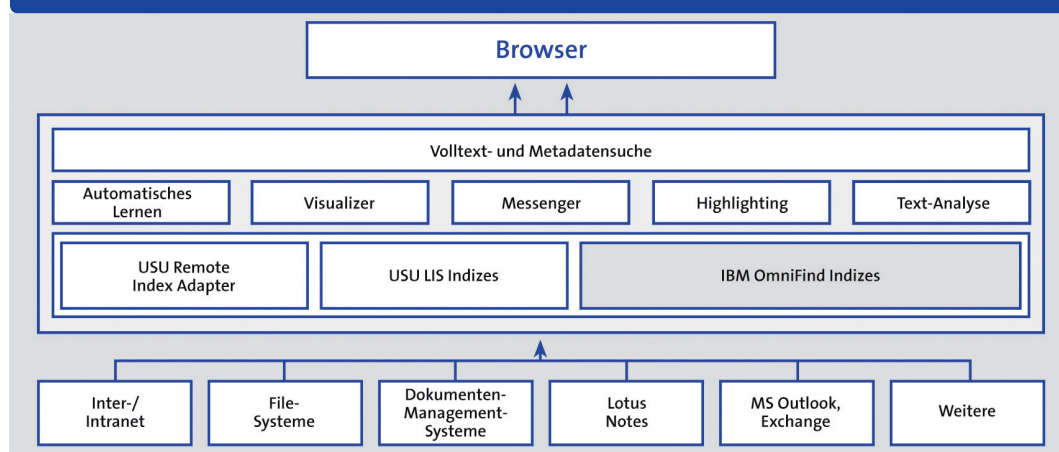 Browser
Volltext- und Metadatensuche
Automatisches
Lernen
Visualizer
Messenger
Highlighting
Text-Analyse
USU Remote
Index Adapter
USU LIS Indizes
IBM OmniFind Indizes
Inter-/
Intranet
File-
Systeme
Dokumenten-
Management-
Systeme
Lotus
Notes
MS Outlook,
Exchange
Weitere